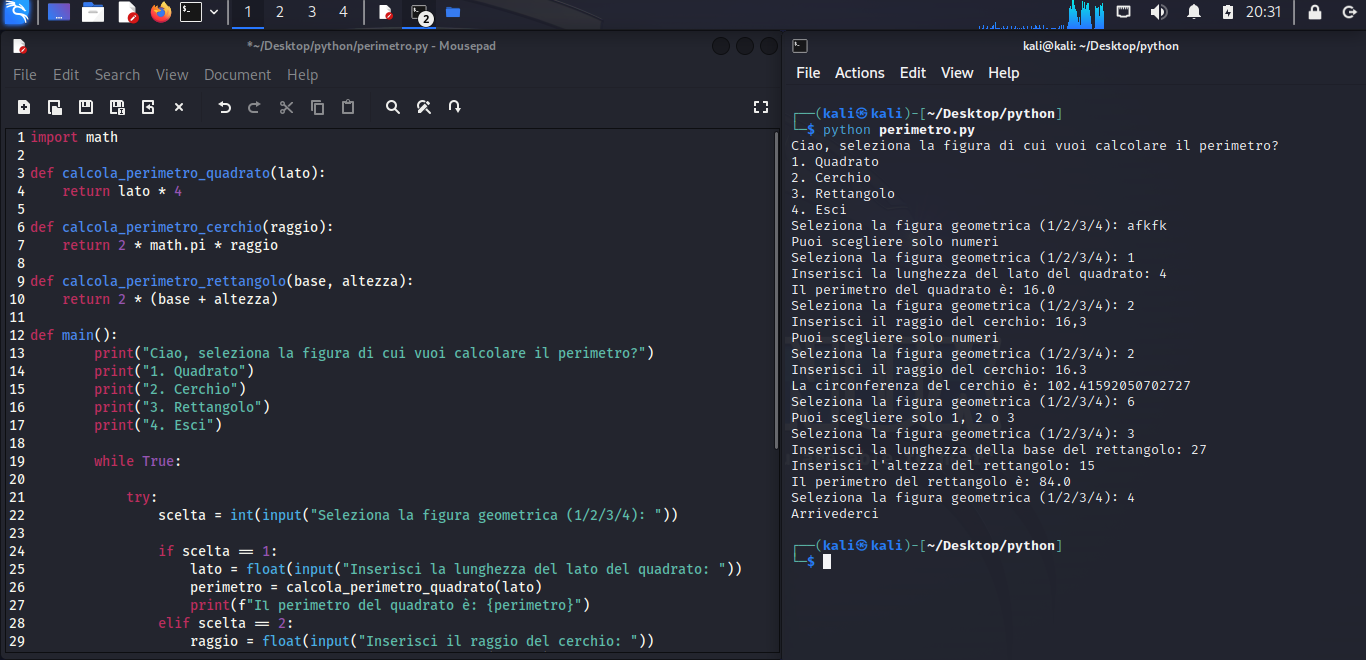 1 2 3 4 2 20:31
*~/Desktop/python/perimetro.py - Mousepad
File Edit Search View Document Help
1 import math
2
3 def calcola_perimetro_quadrato(lato):
4     return lato * 4
5
6 def calcola_perimetro_cerchio(raggio):
7     return 2 * math.pi * raggio
8
9 def calcola_perimetro_rettangolo(base, altezza):
10     return 2 * (base + altezza)
11
12 def main():
13         print("Ciao, seleziona la figura di cui vuoi calcolare il perimetro?")
14         print("1. Quadrato")
15         print("2. Cerchio")
16         print("3. Rettangolo")
17         print("4. Esci")
18
19         while True:
20
21             try:
22                 scelta = int(input("Seleziona la figura geometrica (1/2/3/4): "))
23
24                 if scelta == 1:
25                     lato = float(input("Inserisci la lunghezza del lato del quadrato: "))
26                     perimetro = calcola_perimetro_quadrato(lato)
27                     print(f"Il perimetro del quadrato è: {perimetro}")
28                 elif scelta == 2:
29                     raggio = float(input("Inserisci il raggio del cerchio: "))
kali@kali: ~/Desktop/python
File Actions Edit View Help
┌──(kali㉿kali)-[~/Desktop/python]
└─$ python perimetro.py
Ciao, seleziona la figura di cui vuoi calcolare il perimetro?
1. Quadrato
2. Cerchio
3. Rettangolo
4. Esci
Seleziona la figura geometrica (1/2/3/4): afkfk
Puoi scegliere solo numeri
Seleziona la figura geometrica (1/2/3/4): 1
Inserisci la lunghezza del lato del quadrato: 4
Il perimetro del quadrato è: 16.0
Seleziona la figura geometrica (1/2/3/4): 2
Inserisci il raggio del cerchio: 16,3
Puoi scegliere solo numeri
Seleziona la figura geometrica (1/2/3/4): 2
Inserisci il raggio del cerchio: 16.3
La circonferenza del cerchio è: 102.41592050702727
Seleziona la figura geometrica (1/2/3/4): 6
Puoi scegliere solo 1, 2 o 3
Seleziona la figura geometrica (1/2/3/4): 3
Inserisci la lunghezza della base del rettangolo: 27
Inserisci l'altezza del rettangolo: 15
Il perimetro del rettangolo è: 84.0
Seleziona la figura geometrica (1/2/3/4): 4
Arrivederci
┌──(kali㉿kali)-[~/Desktop/python]
└─$